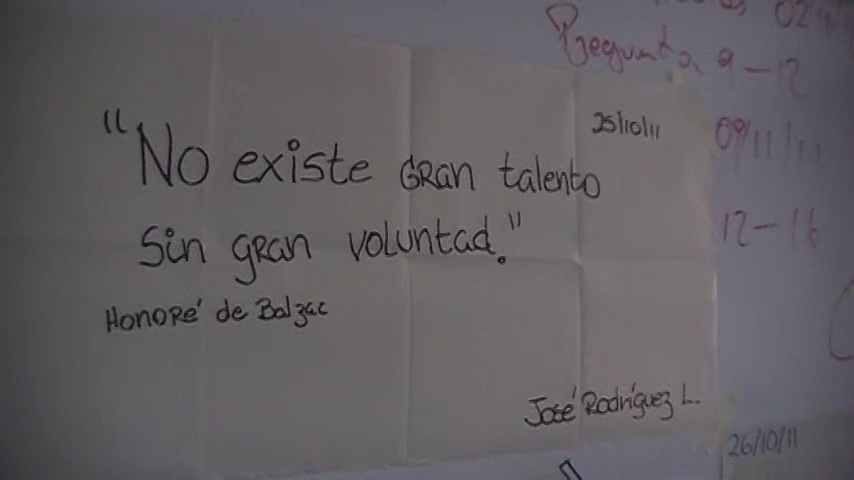 Pregunta 9-12
25/10/11
09/11/11
"No existe Gran talento
Sin gran voluntad."
12-16
Honoré de Balzac
José Rodríguez L.
26/10/11